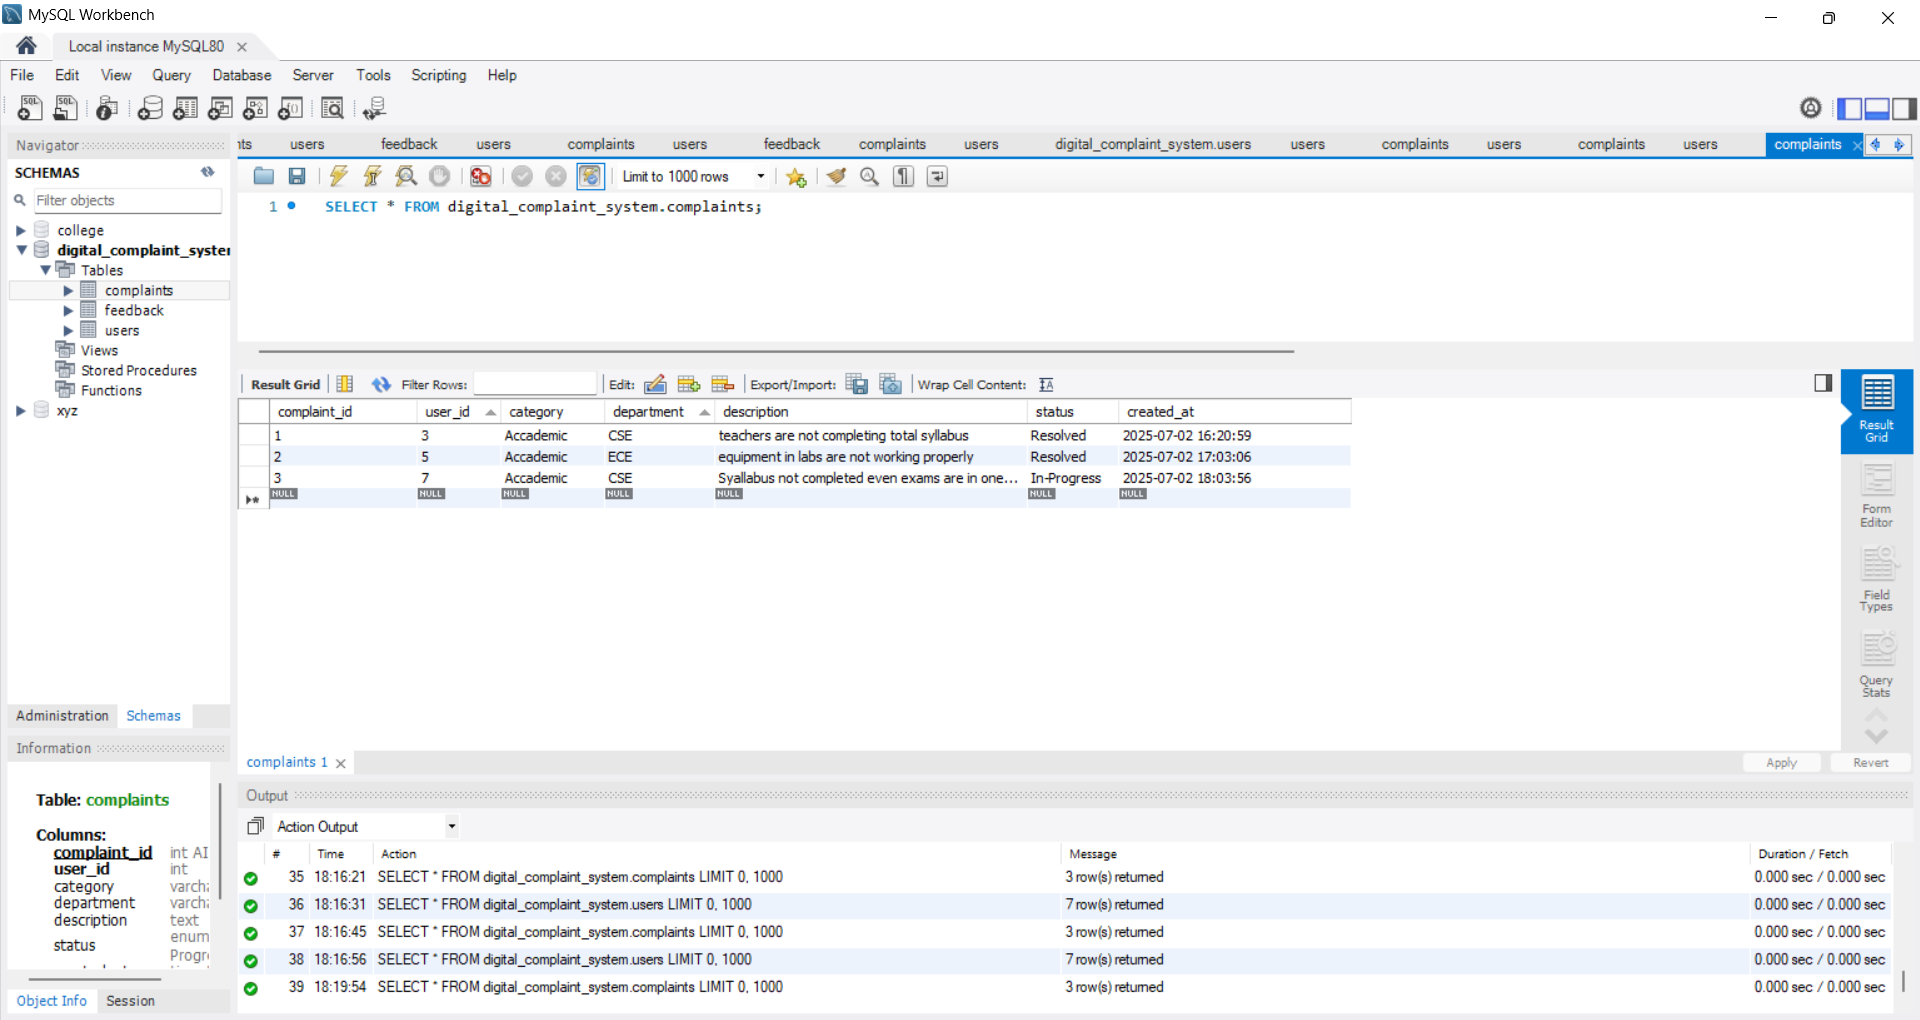 MySQL Workbench
Local instance MySQL80
File Edit View Query Database Server Tools Scripting Help
Navigator
SCHEMAS
Filter objects
college
digital_complaint_system
Tables
complaints
feedback
users
Views
Stored Procedures
Functions
xyz
Administration Schemas
Information
Table: complaints
Columns:
complaint_id int AI
user_id int
category varcha
department varcha
description text
status enum
Progr
Object Info Session
nts users feedback users complaints users feedback complaints users digital_complaint_system.users users complaints users complaints users complaints
Limit to 1000 rows
1 SELECT * FROM digital_complaint_system.complaints;
Result Grid Filter Rows: Edit: Export/Import: Wrap Cell Content:
complaint_id user_id category department description status created_at
1 3 Accademic CSE teachers are not completing total syllabus Resolved 2025-07-02 16:20:59
2 5 Accademic ECE equipment in labs are not working properly Resolved 2025-07-02 17:03:06
3 7 Accademic CSE Syallabus not completed even exams are in one... In-Progress 2025-07-02 18:03:56
NULL NULL NULL NULL NULL NULL NULL
Result Grid
Form Editor
Field Types
Query Stats
complaints 1
Apply Revert
Output
Action Output
# Time Action Message Duration / Fetch
35 18:16:21 SELECT * FROM digital_complaint_system.complaints LIMIT 0, 1000 3 row(s) returned 0.000 sec / 0.000 sec
36 18:16:31 SELECT * FROM digital_complaint_system.users LIMIT 0, 1000 7 row(s) returned 0.000 sec / 0.000 sec
37 18:16:45 SELECT * FROM digital_complaint_system.complaints LIMIT 0, 1000 3 row(s) returned 0.000 sec / 0.000 sec
38 18:16:56 SELECT * FROM digital_complaint_system.users LIMIT 0, 1000 7 row(s) returned 0.000 sec / 0.000 sec
39 18:19:54 SELECT * FROM digital_complaint_system.complaints LIMIT 0, 1000 3 row(s) returned 0.000 sec / 0.000 sec